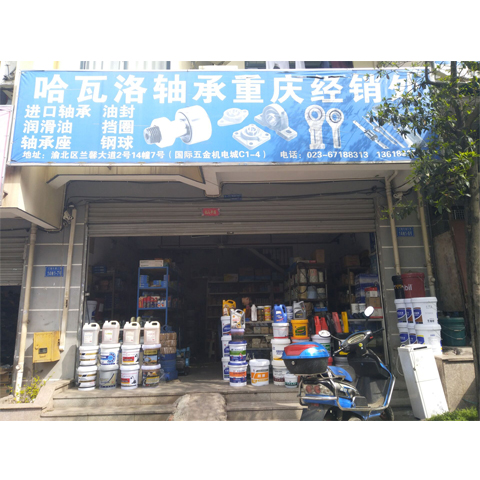 哈瓦洛轴承重庆经销处
进口轴承 油封
润滑油 挡圈
轴承座 钢球
地址：渝北区兰馨大道2号14幢7号（国际五金机电城C1-4） 电话：023-67188313 13618